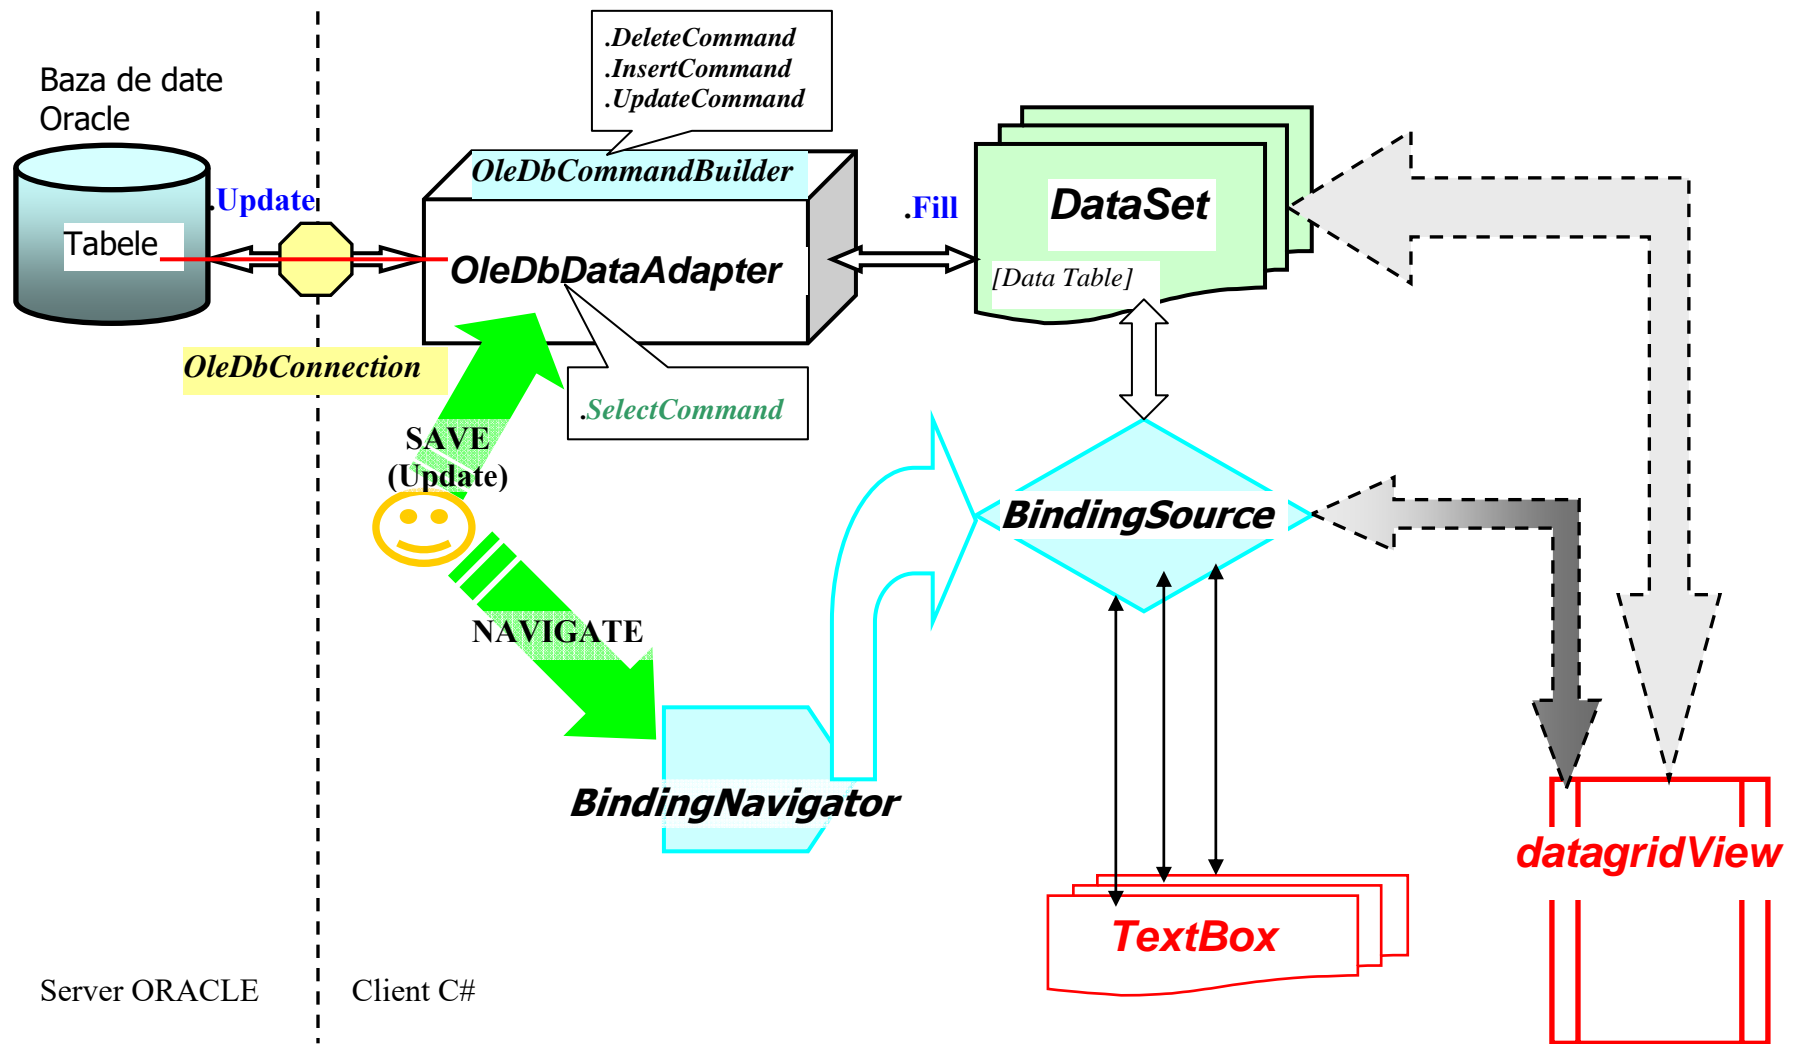 .DeleteCommand
.InsertCommand
.UpdateCommand
Baza de date
Oracle
OleDbCommandBuilder
.Update
.Fill
DataSet
Tabele
OleDbDataAdapter
[Data Table]
OleDbConnection
.SelectCommand
SAVE
(Update)
BindingSource
NAVIGATE
BindingNavigator
datagridView
TextBox
Server ORACLE
Client C#